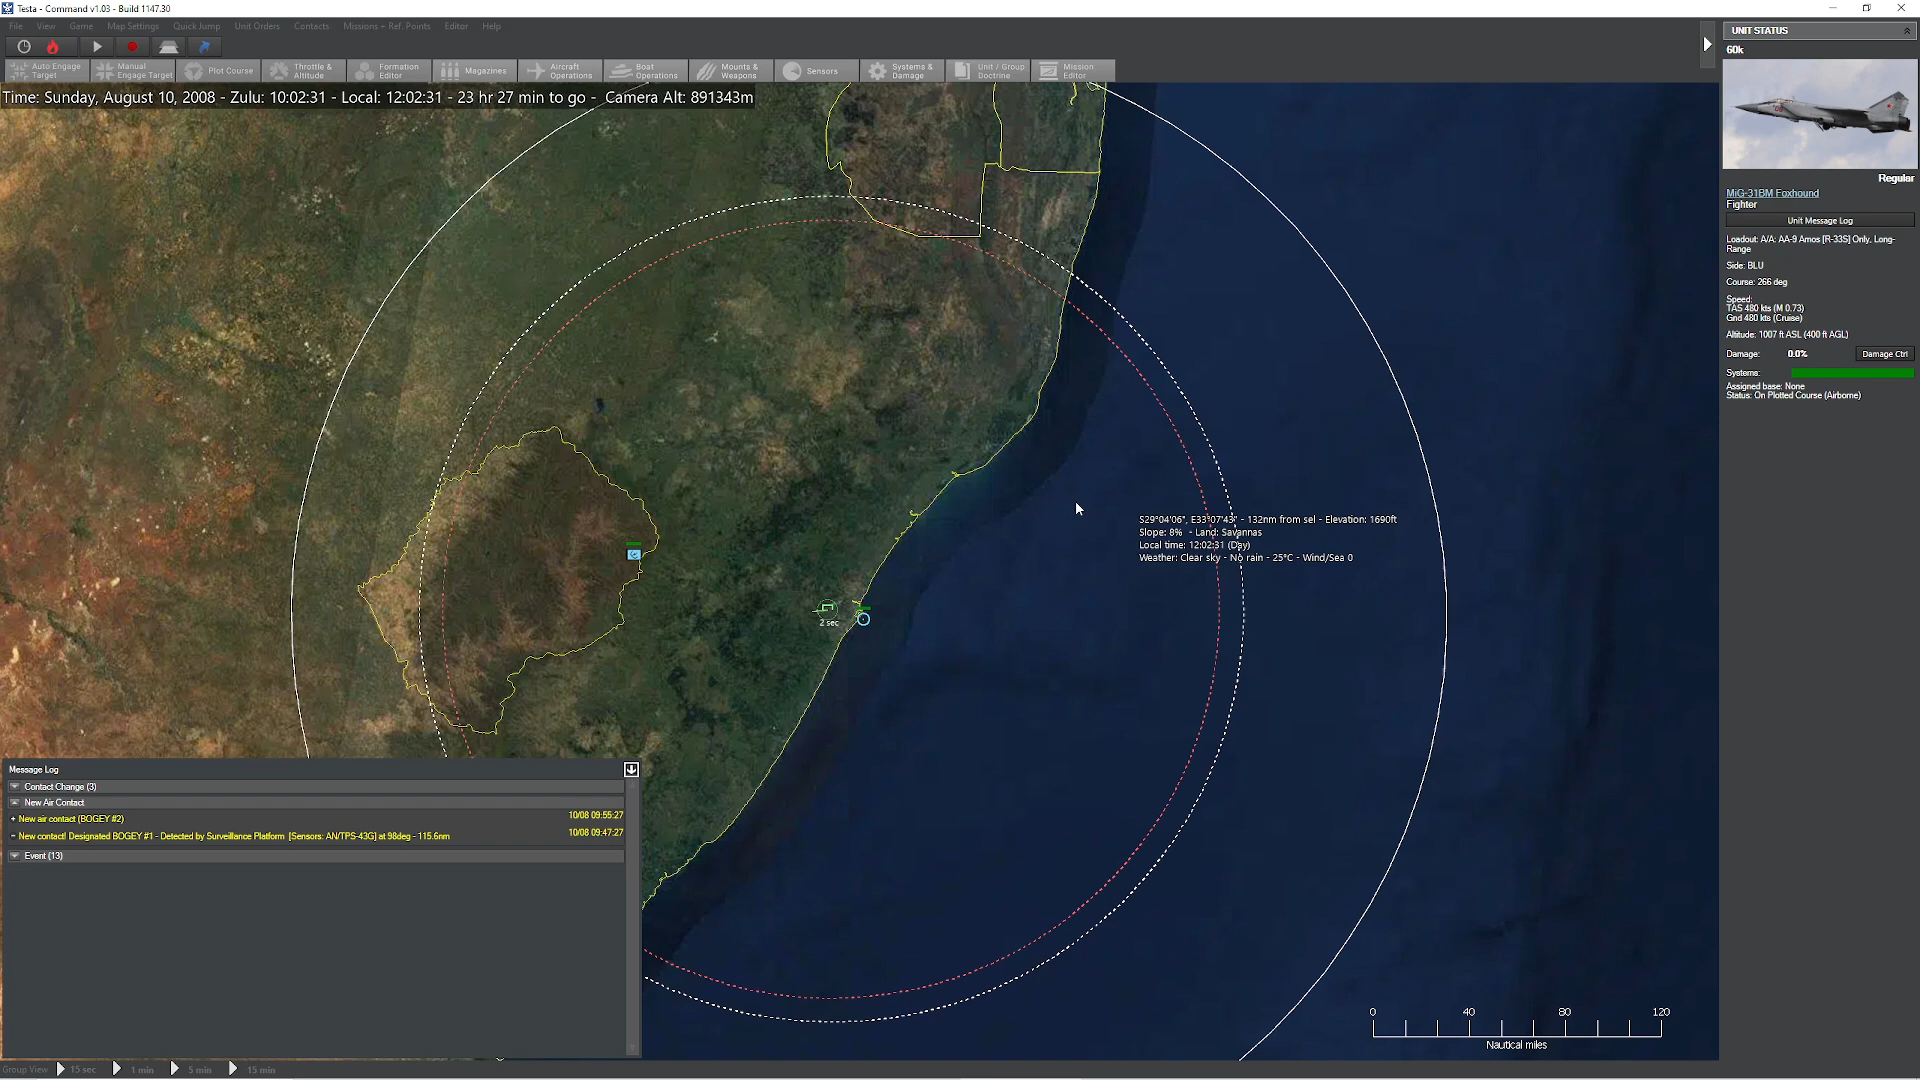 Testa - Command v1.03 - Build 1147.30
File View Game Map Settings Quick Jump Unit Orders Contacts Missions + Ref. Points Editor Help
Auto Engage Target
Manual Engage Target
Plot Course
Throttle & Altitude
Formation Editor
Magazines
Aircraft Operations
Boat Operations
Mounts & Weapons
Sensors
Systems & Damage
Unit / Group Doctrine
Mission Editor
Time: Sunday, August 10, 2008 - Zulu: 10:02:31 - Local: 12:02:31 - 23 hr 27 min to go - Camera Alt: 891343m
S29°04'06", E33°07'43" - 132nm from sel - Elevation: 1690ft
Slope: 8% - Land: Savannas
Local time: 12:02:31 (Day)
Weather: Clear sky - No rain - 25°C - Wind/Sea 0
2 sec
Message Log
Contact Change (3)
New Air Contact
+ New air contact (BOGEY #2) 10/08 09:55:27
- New contact! Designated BOGEY #1 - Detected by Surveillance Platform [Sensors: AN/TPS-43G] at 98deg - 115.6nm 10/08 09:47:27
Event (13)
0 40 80 120
Nautical miles
Group View 15 sec 1 min 5 min 15 min
UNIT STATUS
60k
Regular
MiG-31BM Foxhound
Fighter
Unit Message Log
Loadout: A/A: AA-9 Amos [R-33S] Only, Long-
Range
Side: BLU
Course: 266 deg
Speed:
TAS 480 kts (M 0.73)
Gnd 480 kts (Cruise)
Altitude: 1007 ft ASL (400 ft AGL)
Damage: 0.0% Damage Ctrl
Systems:
Assigned base: None
Status: On Plotted Course (Airborne)